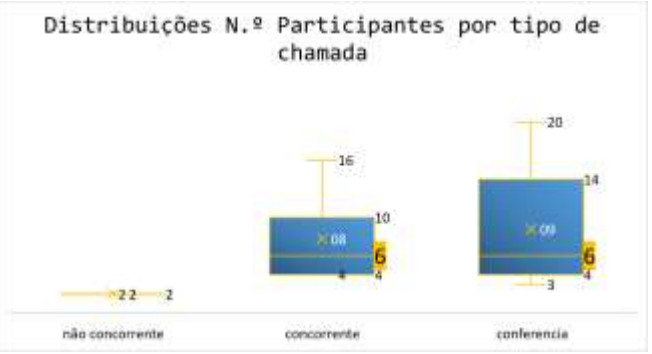 Distribuições N.º Participantes por tipo de
chamada
20
16
14
10
× 08
× 09
6
6
4
4
4
3
×2 2
2
não concorrente
concorrente
conferencia